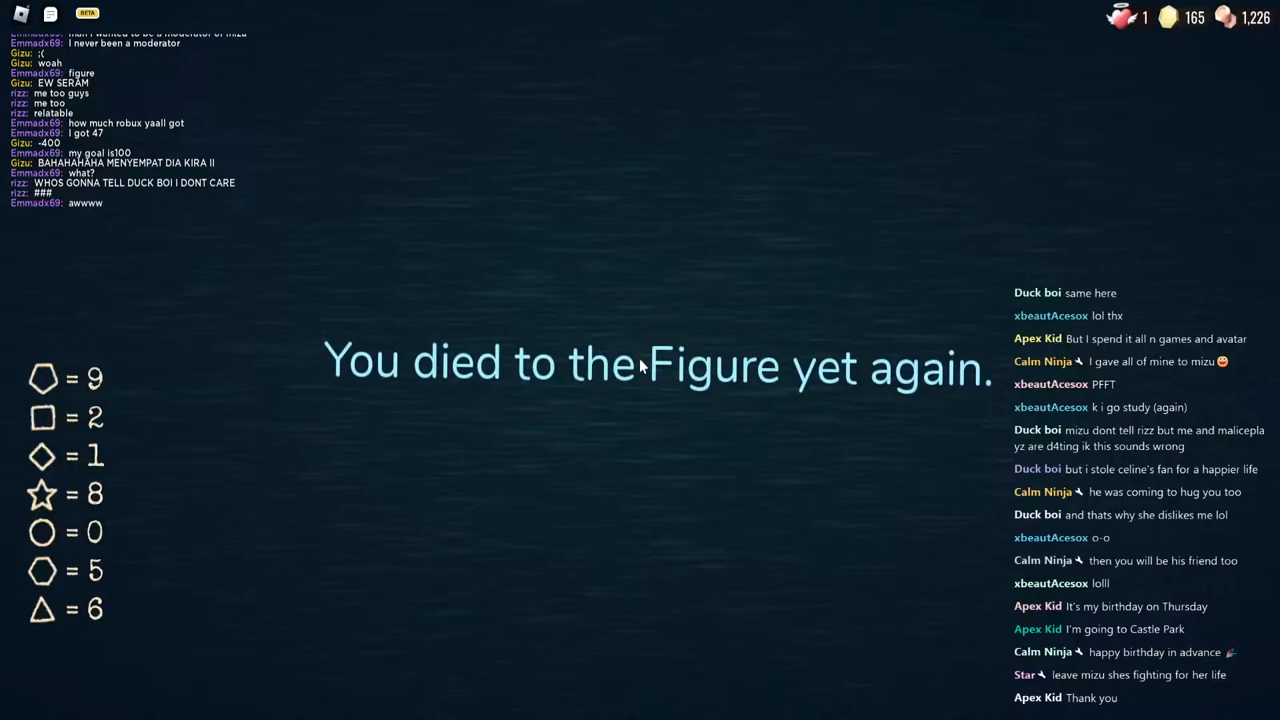 BETA
1
165
1,226
Emmadx69: man I wanted to be a moderator of mizu
Emmadx69: I never been a moderator
Gizu: ;(
Gizu: woah
Emmadx69: figure
Gizu: EW SERAM
rizz: me too guys
rizz: me too
rizz: relatable
Emmadx69: how much robux yaall got
Emmadx69: I got 47
Gizu: -400
Emmadx69: my goal is100
Gizu: BAHAHAHAHA MENYEMPAT DIA KIRA II
Emmadx69: what?
rizz: WHOS GONNA TELL DUCK BOI I DONT CARE
rizz: ###
Emmadx69: awwww
You died to the Figure yet again.
= 9
= 2
= 1
= 8
= 0
= 5
= 6
Duck boi same here
xbeautAcesox lol thx
Apex Kid But I spend it all n games and avatar
Calm Ninja I gave all of mine to mizu😀
xbeautAcesox PFFT
xbeautAcesox k i go study (again)
Duck boi mizu dont tell rizz but me and malicepla
yz are d4ting ik this sounds wrong
Duck boi but i stole celine's fan for a happier life
Calm Ninja he was coming to hug you too
Duck boi and thats why she dislikes me lol
xbeautAcesox o-o
Calm Ninja then you will be his friend too
xbeautAcesox lolll
Apex Kid It's my birthday on Thursday
Apex Kid I'm going to Castle Park
Calm Ninja happy birthday in advance 🎉
Star leave mizu shes fighting for her life
Apex Kid Thank you